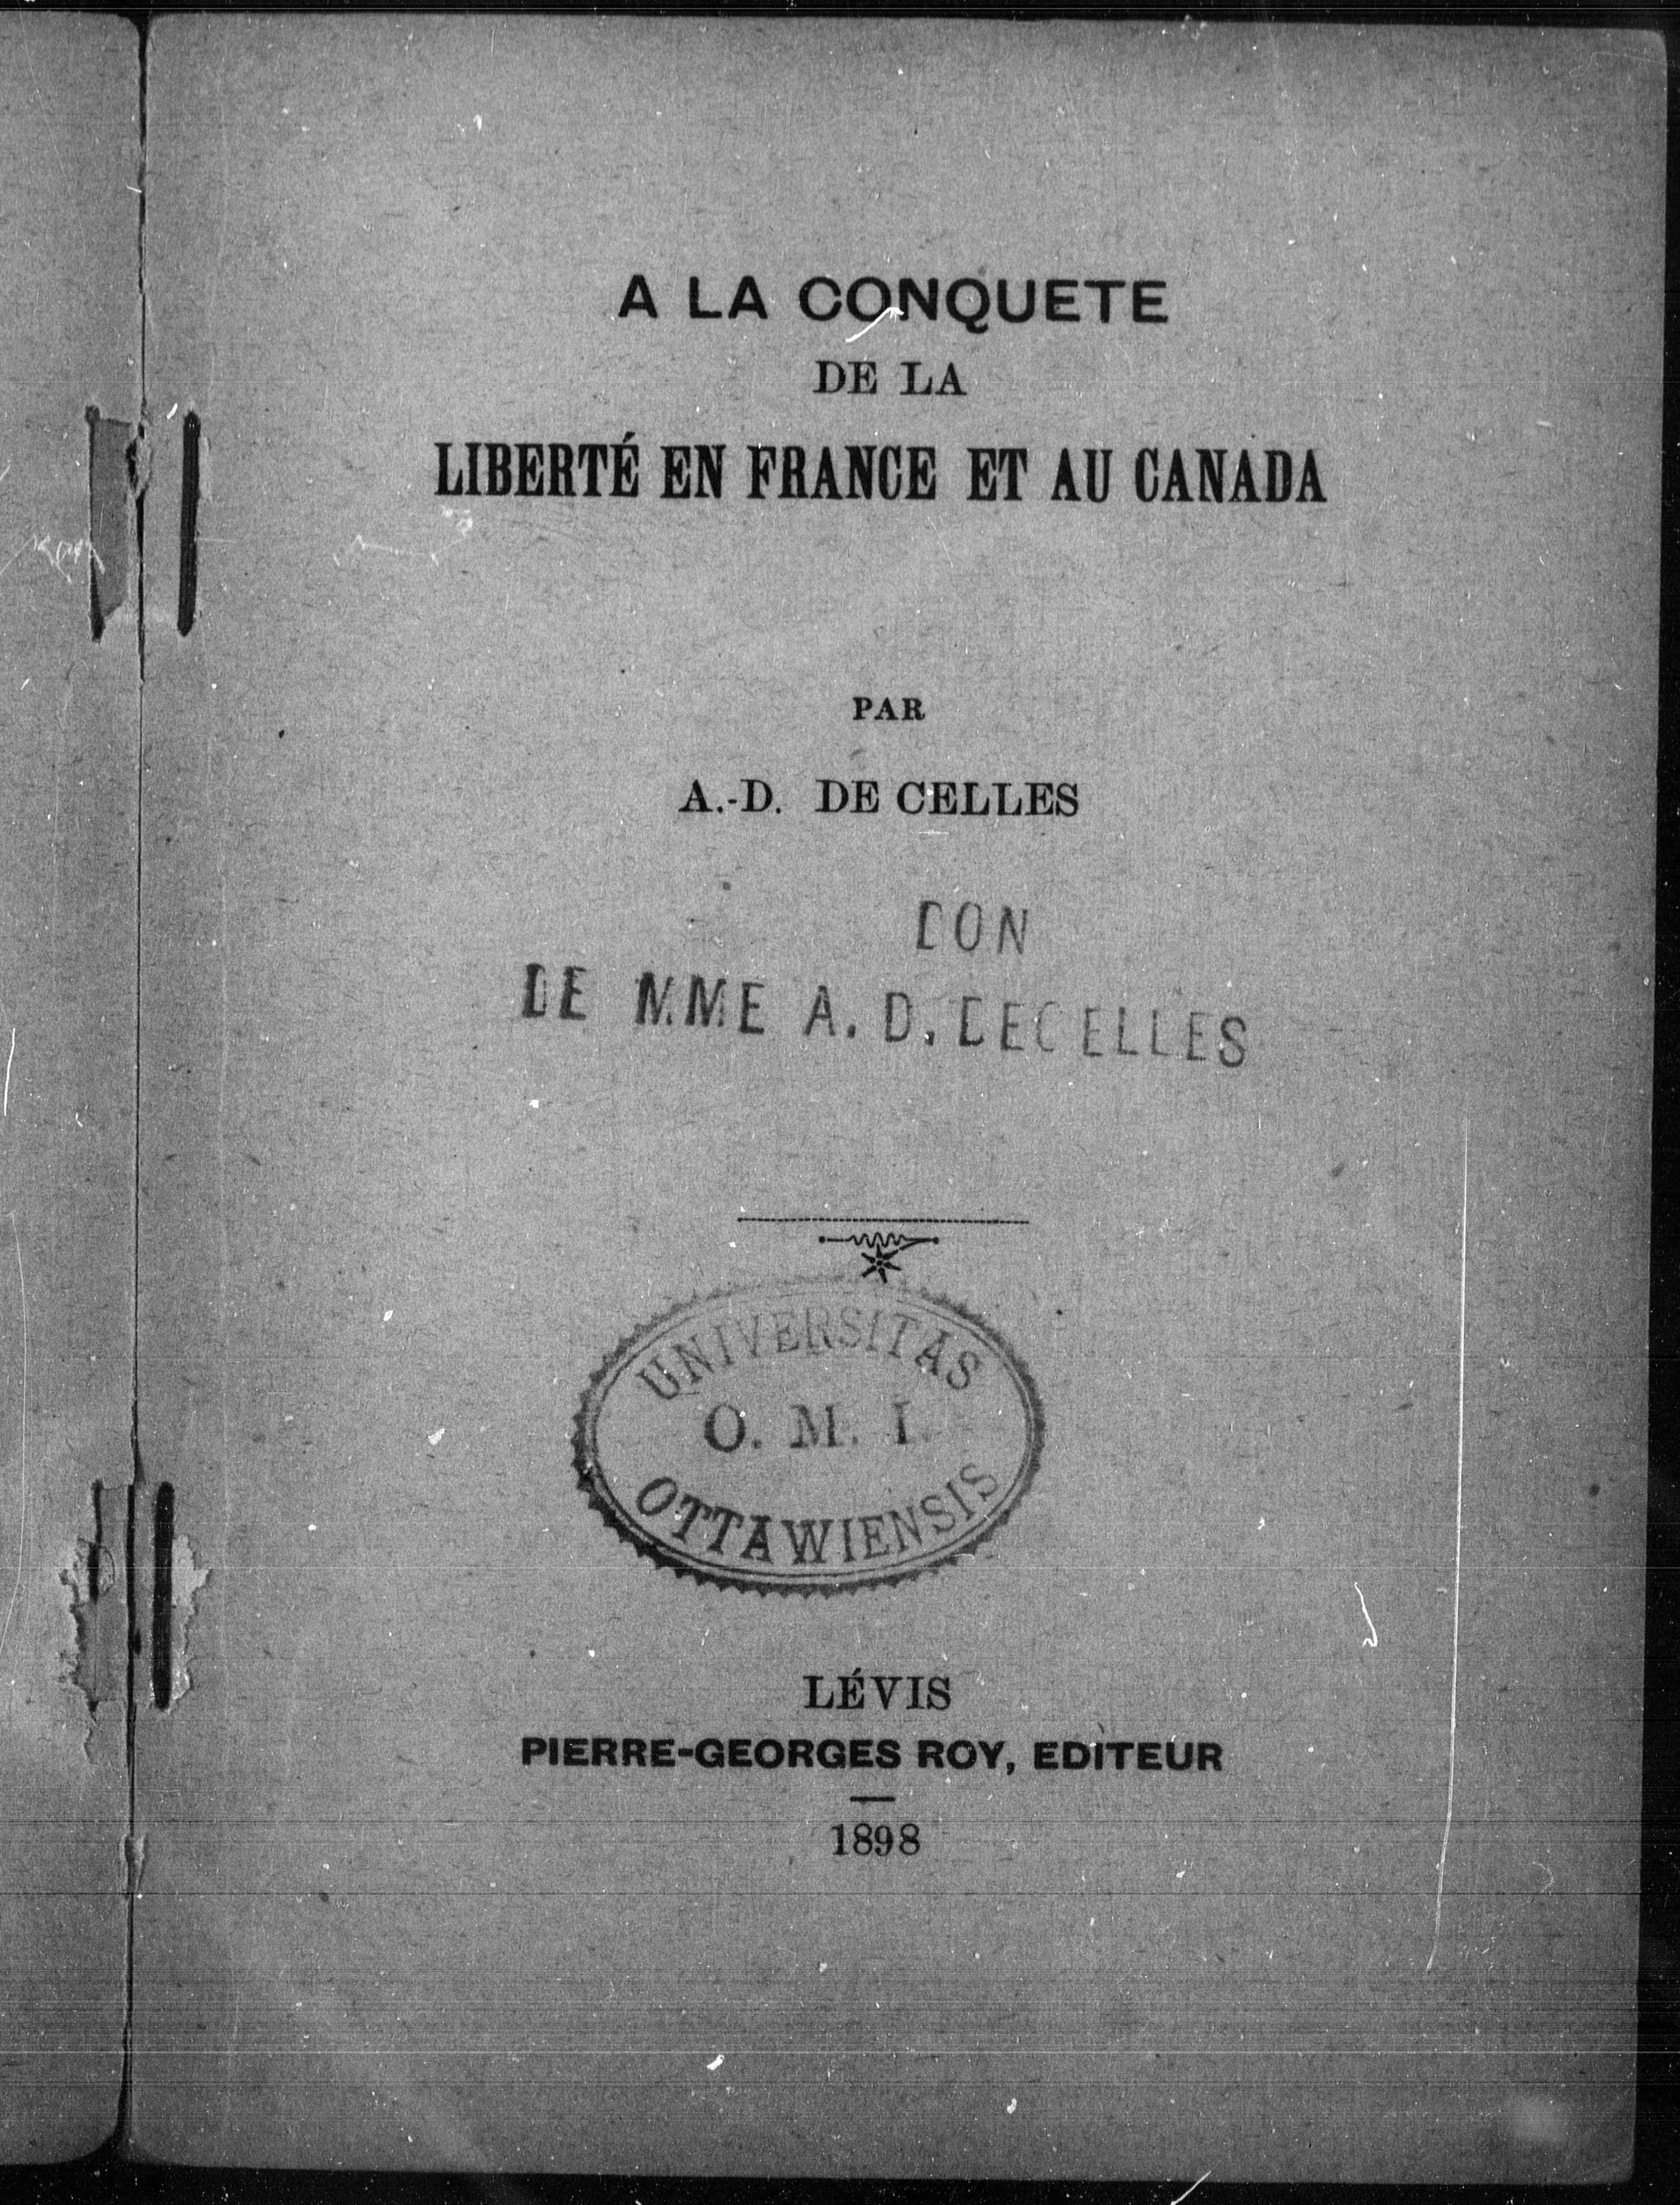 A LA CONQUETE
DE LA
LIBERTÉ EN FRANCE ET AU CANADA
PAR
A.-D. DE CELLES
DON
DE MME A. D. DECELLES
UNIVERSITAS
O. M. I.
OTTAWIENSIS
LÉVIS
PIERRE-GEORGES ROY, EDITEUR
1898